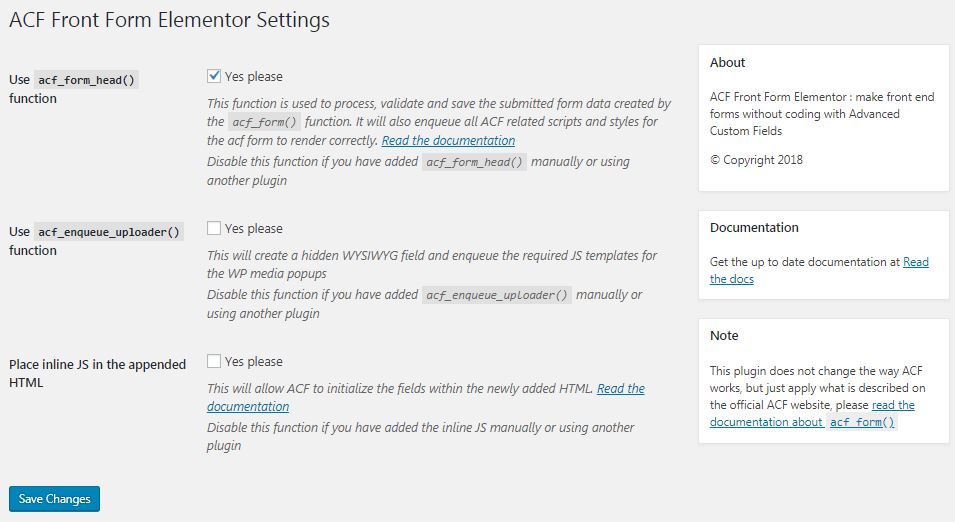 ACF Front Form Elementor Settings
Use acf_form_head()
function
Yes please
This function is used to process, validate and save the submitted form data created by
the acf_form() function. It will also enqueue all ACF related scripts and styles for
the acf form to render correctly. Read the documentation
Disable this function if you have added acf_form_head() manually or using
another plugin
Use acf_enqueue_uploader()
function
Yes please
This will create a hidden WYSIWYG field and enqueue the required JS templates for
the WP media popups
Disable this function if you have added acf_enqueue_uploader() manually or
using another plugin
Place inline JS in the appended
HTML
Yes please
This will allow ACF to initialize the fields within the newly added HTML. Read the
documentation
Disable this function if you have added the inline JS manually or using another
plugin
Save Changes
About
ACF Front Form Elementor : make front end
forms without coding with Advanced
Custom Fields
© Copyright 2018
Documentation
Get the up to date documentation at Read
the docs
Note
This plugin does not change the way ACF
works, but just apply what is described on
the official ACF website, please read the
documentation about acf_form()